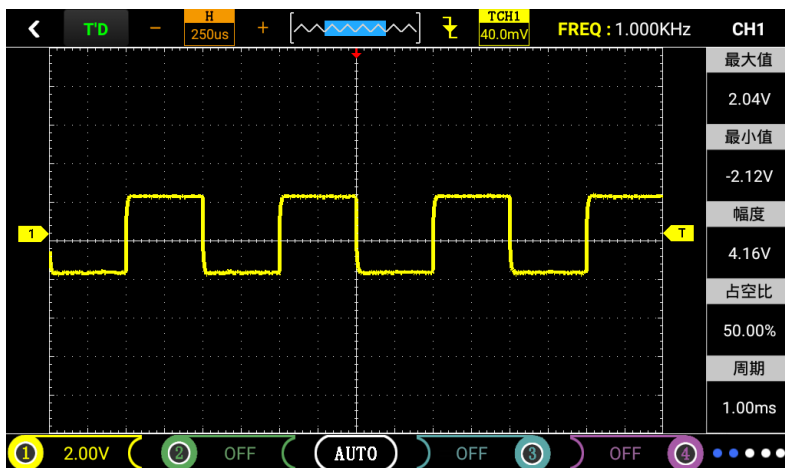 T'D
−
H
250us
+
TCH1
40.0mV
FREQ : 1.000KHz
CH1
最大值
2.04V
最小值
-2.12V
幅度
4.16V
占空比
50.00%
周期
1.00ms
1
T
1
2.00V
2
OFF
AUTO
OFF
3
OFF
4